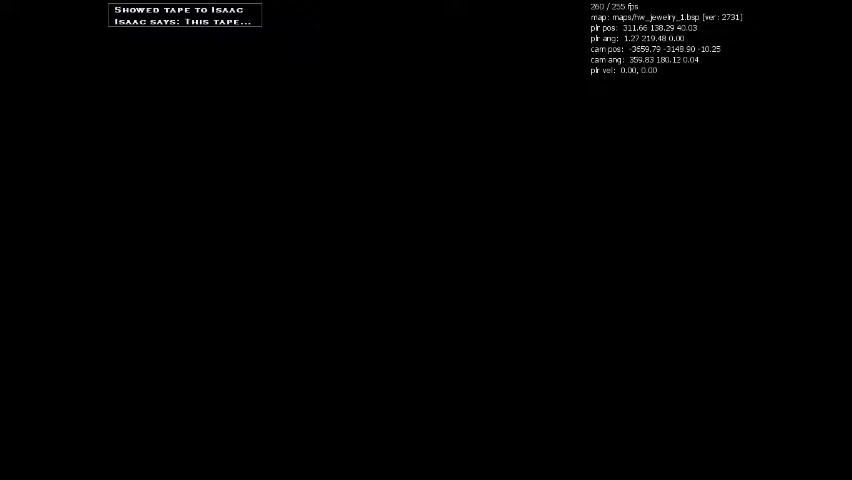 Showed tape to Isaac
Isaac says: This tape...
260 / 255 fps
map: maps/hw_jewelry_1.bsp [ver: 2731]
plr pos: 311.66 138.29 40.03
plr ang: 1.27 219.48 0.00
cam pos: -3659.79 -3148.90 -10.25
cam ang: 359.83 180.12 0.04
plr vel: 0.00, 0.00